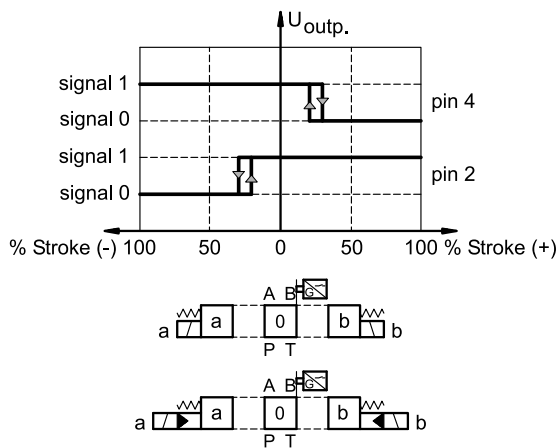 U outp.
signal 1
signal 0
pin 4
signal 1
signal 0
pin 2
% Stroke (-) 100 50 0 50 100 % Stroke (+)
A B G
a a 0 b b
P T
A B G
a a 0 b b
P T